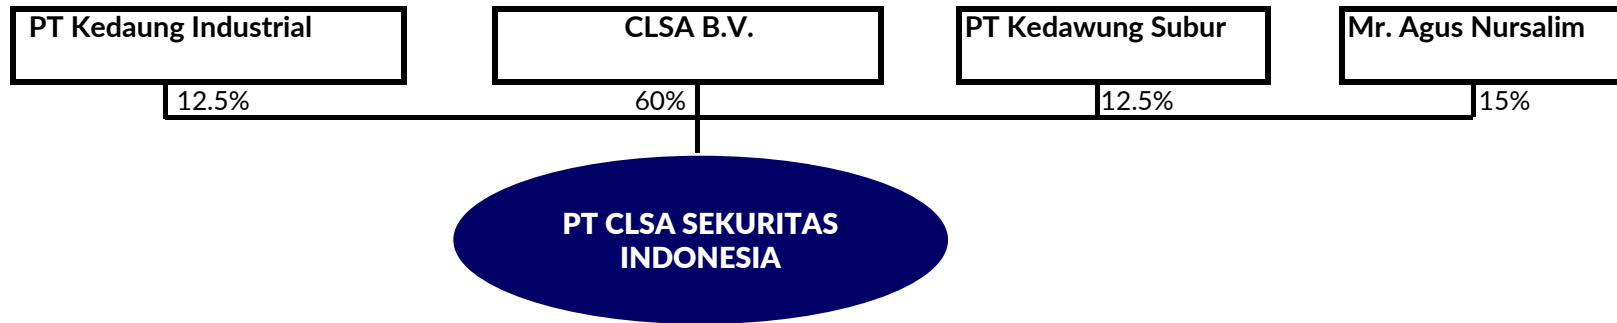 PT Kedaung Industrial
CLSA B.V.
PT Kedawung Subur
Mr. Agus Nursalim
12.5%
60%
12.5%
15%
PT CLSA SEKURITAS
INDONESIA